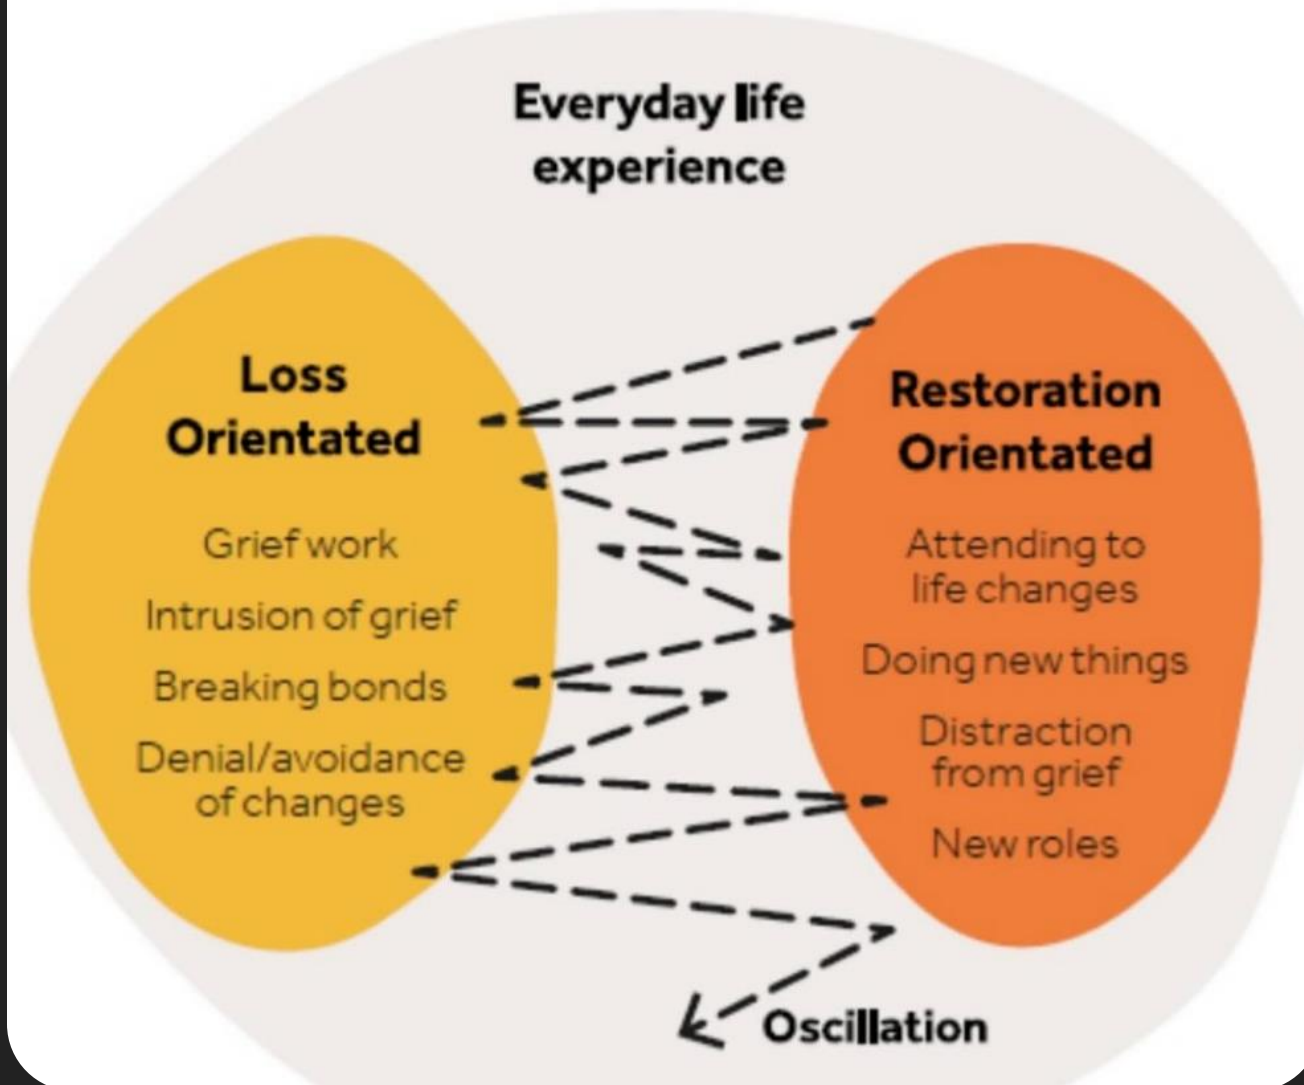 Everyday life
experience
Loss
Orientated
Grief work
Intrusion of grief
Breaking bonds
Denial/avoidance
of changes
Restoration
Orientated
Attending to
life changes
Doing new things
Distraction
from grief
New roles
Oscillation